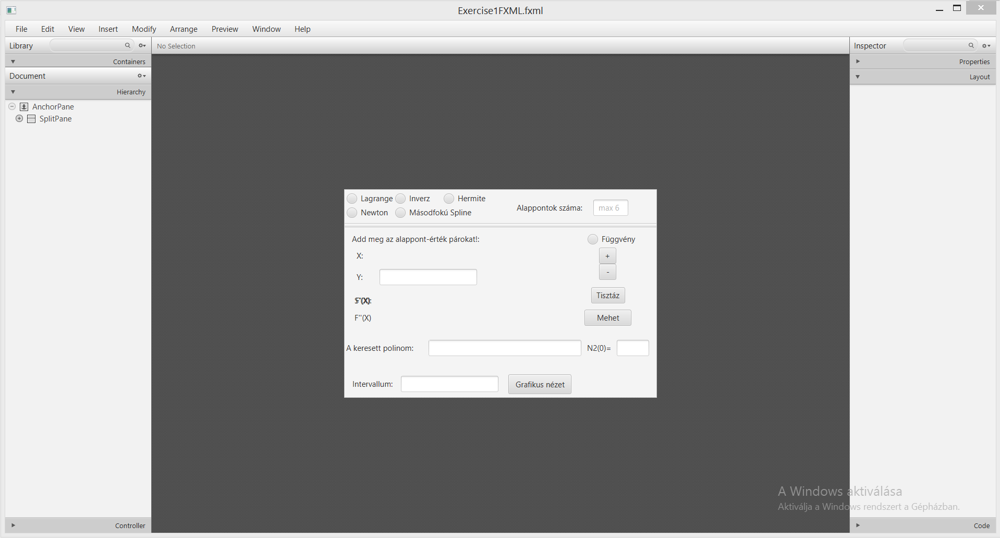 Exercise1FXML.fxml
File Edit View Insert Modify Arrange Preview Window Help
Library
No Selection
Inspector
Containers
Properties
Document
Layout
Hierarchy
AnchorPane
SplitPane
Lagrange Inverz Hermite
Newton Másodfokú Spline
Alappontok száma: max 6
Add meg az alappont-érték párokat!:
Függvény
X:
+
Y:
-
Tisztáz
F''(X)
Mehet
A keresett polinom:
N2(0)=
Intervallum:
Grafikus nézet
A Windows aktiválása
Aktiválja a Windows rendszert a Gépházban.
Controller
Code